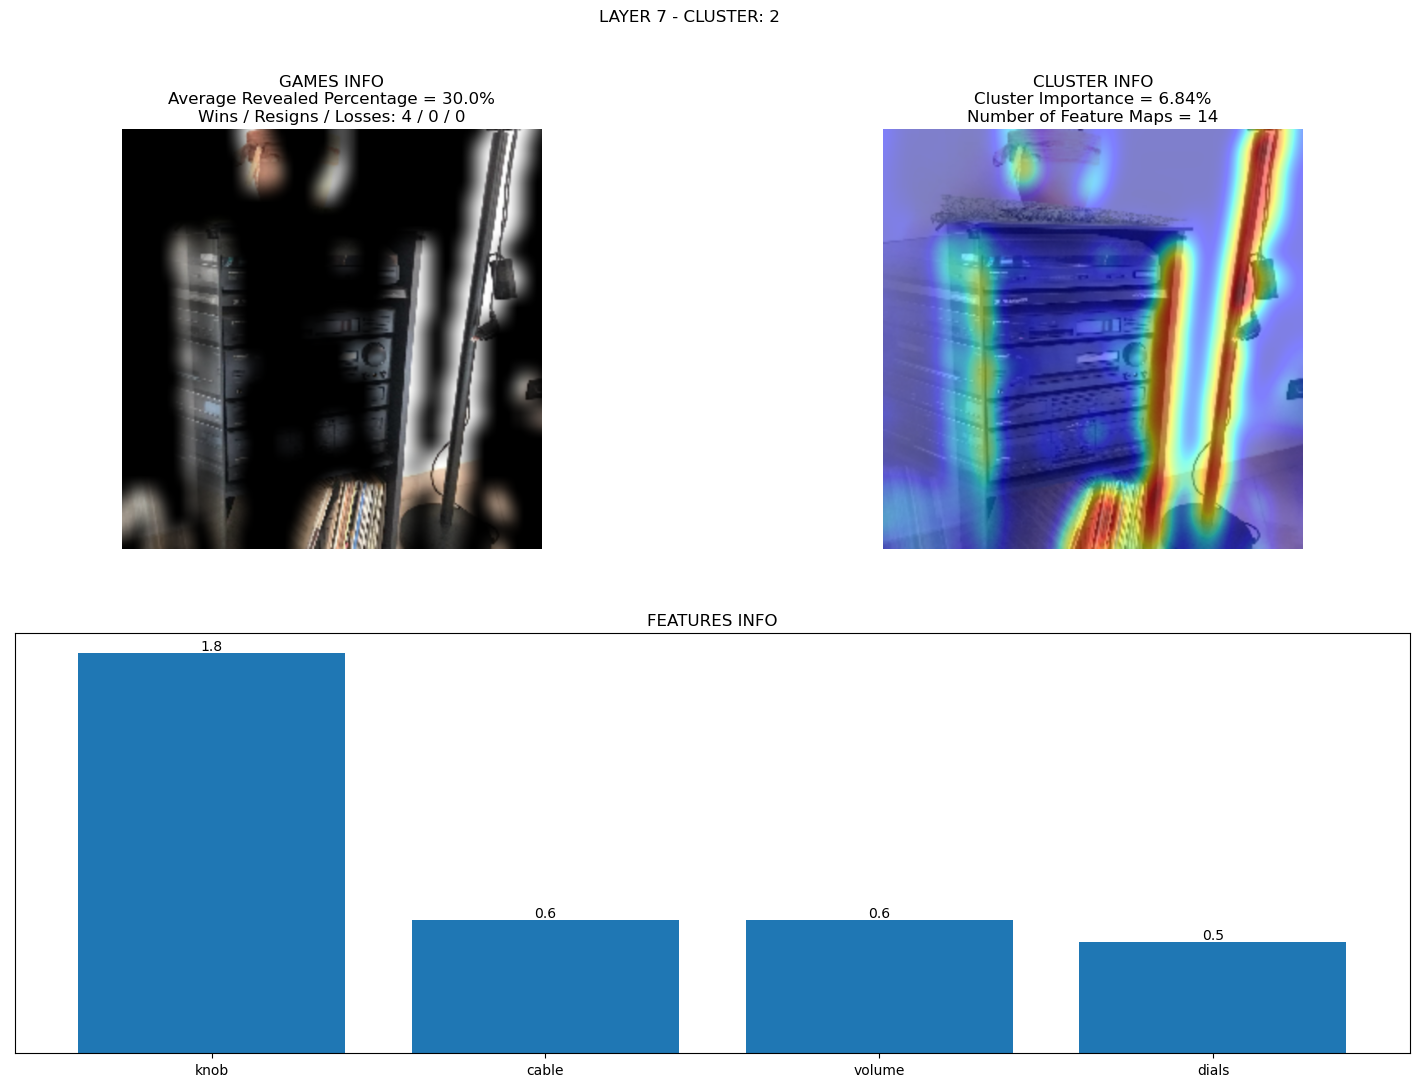 LAYER 7 - CLUSTER: 2
GAMES INFO
Average Revealed Percentage = 30.0%
Wins / Resigns / Losses: 4 / 0 / 0
CLUSTER INFO
Cluster Importance = 6.84%
Number of Feature Maps = 14
FEATURES INFO
1.8
0.6
0.6
0.5
knob
cable
volume
dials